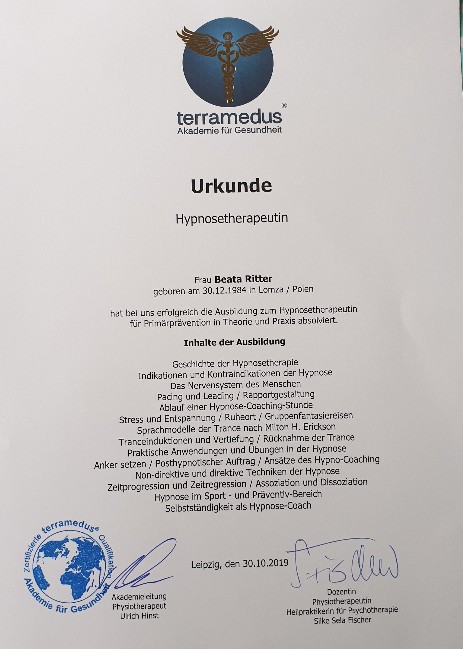 terramedus®
Akademie für Gesundheit
Urkunde
Hypnosetherapeutin
Frau Beata Ritter
geboren am 30.12.1984 in Lomza / Polen
hat bei uns erfolgreich die Ausbildung zum Hypnosetherapeutin
für Primärprävention in Theorie und Praxis absolviert.
Inhalte der Ausbildung
Geschichte der Hypnosetherapie
Indikationen und Kontraindikationen der Hypnose
Das Nervensystem des Menschen
Pacing und Leading / Rapportgestaltung
Ablauf einer Hypnose-Coaching-Stunde
Stress und Entspannung / Ruheort / Gruppenfantasiereisen
Sprachmodelle der Trance nach Milton H. Erickson
Tranceinduktionen und Vertiefung / Rücknahme der Trance
Praktische Anwendungen und Übungen in der Hypnose
Anker setzen / Posthypnotischer Auftrag / Ansätze des Hypno-Coaching
Non-direktive und direktive Techniken der Hypnose
Zeitprogression und Zeitregression / Assoziation und Dissoziation
Hypnose im Sport - und Präventiv-Bereich
Selbstständigkeit als Hypnose-Coach
Zertifizierte terramedus® Qualifikation
Akademie für Gesundheit
Leipzig, den 30.10.2019
Akademieleitung
Physiotherapeut
Ulrich Hinst
Dozentin
Physiotherapeutin
Heilpraktikerin für Psychotherapie
Silke Sela Fischer